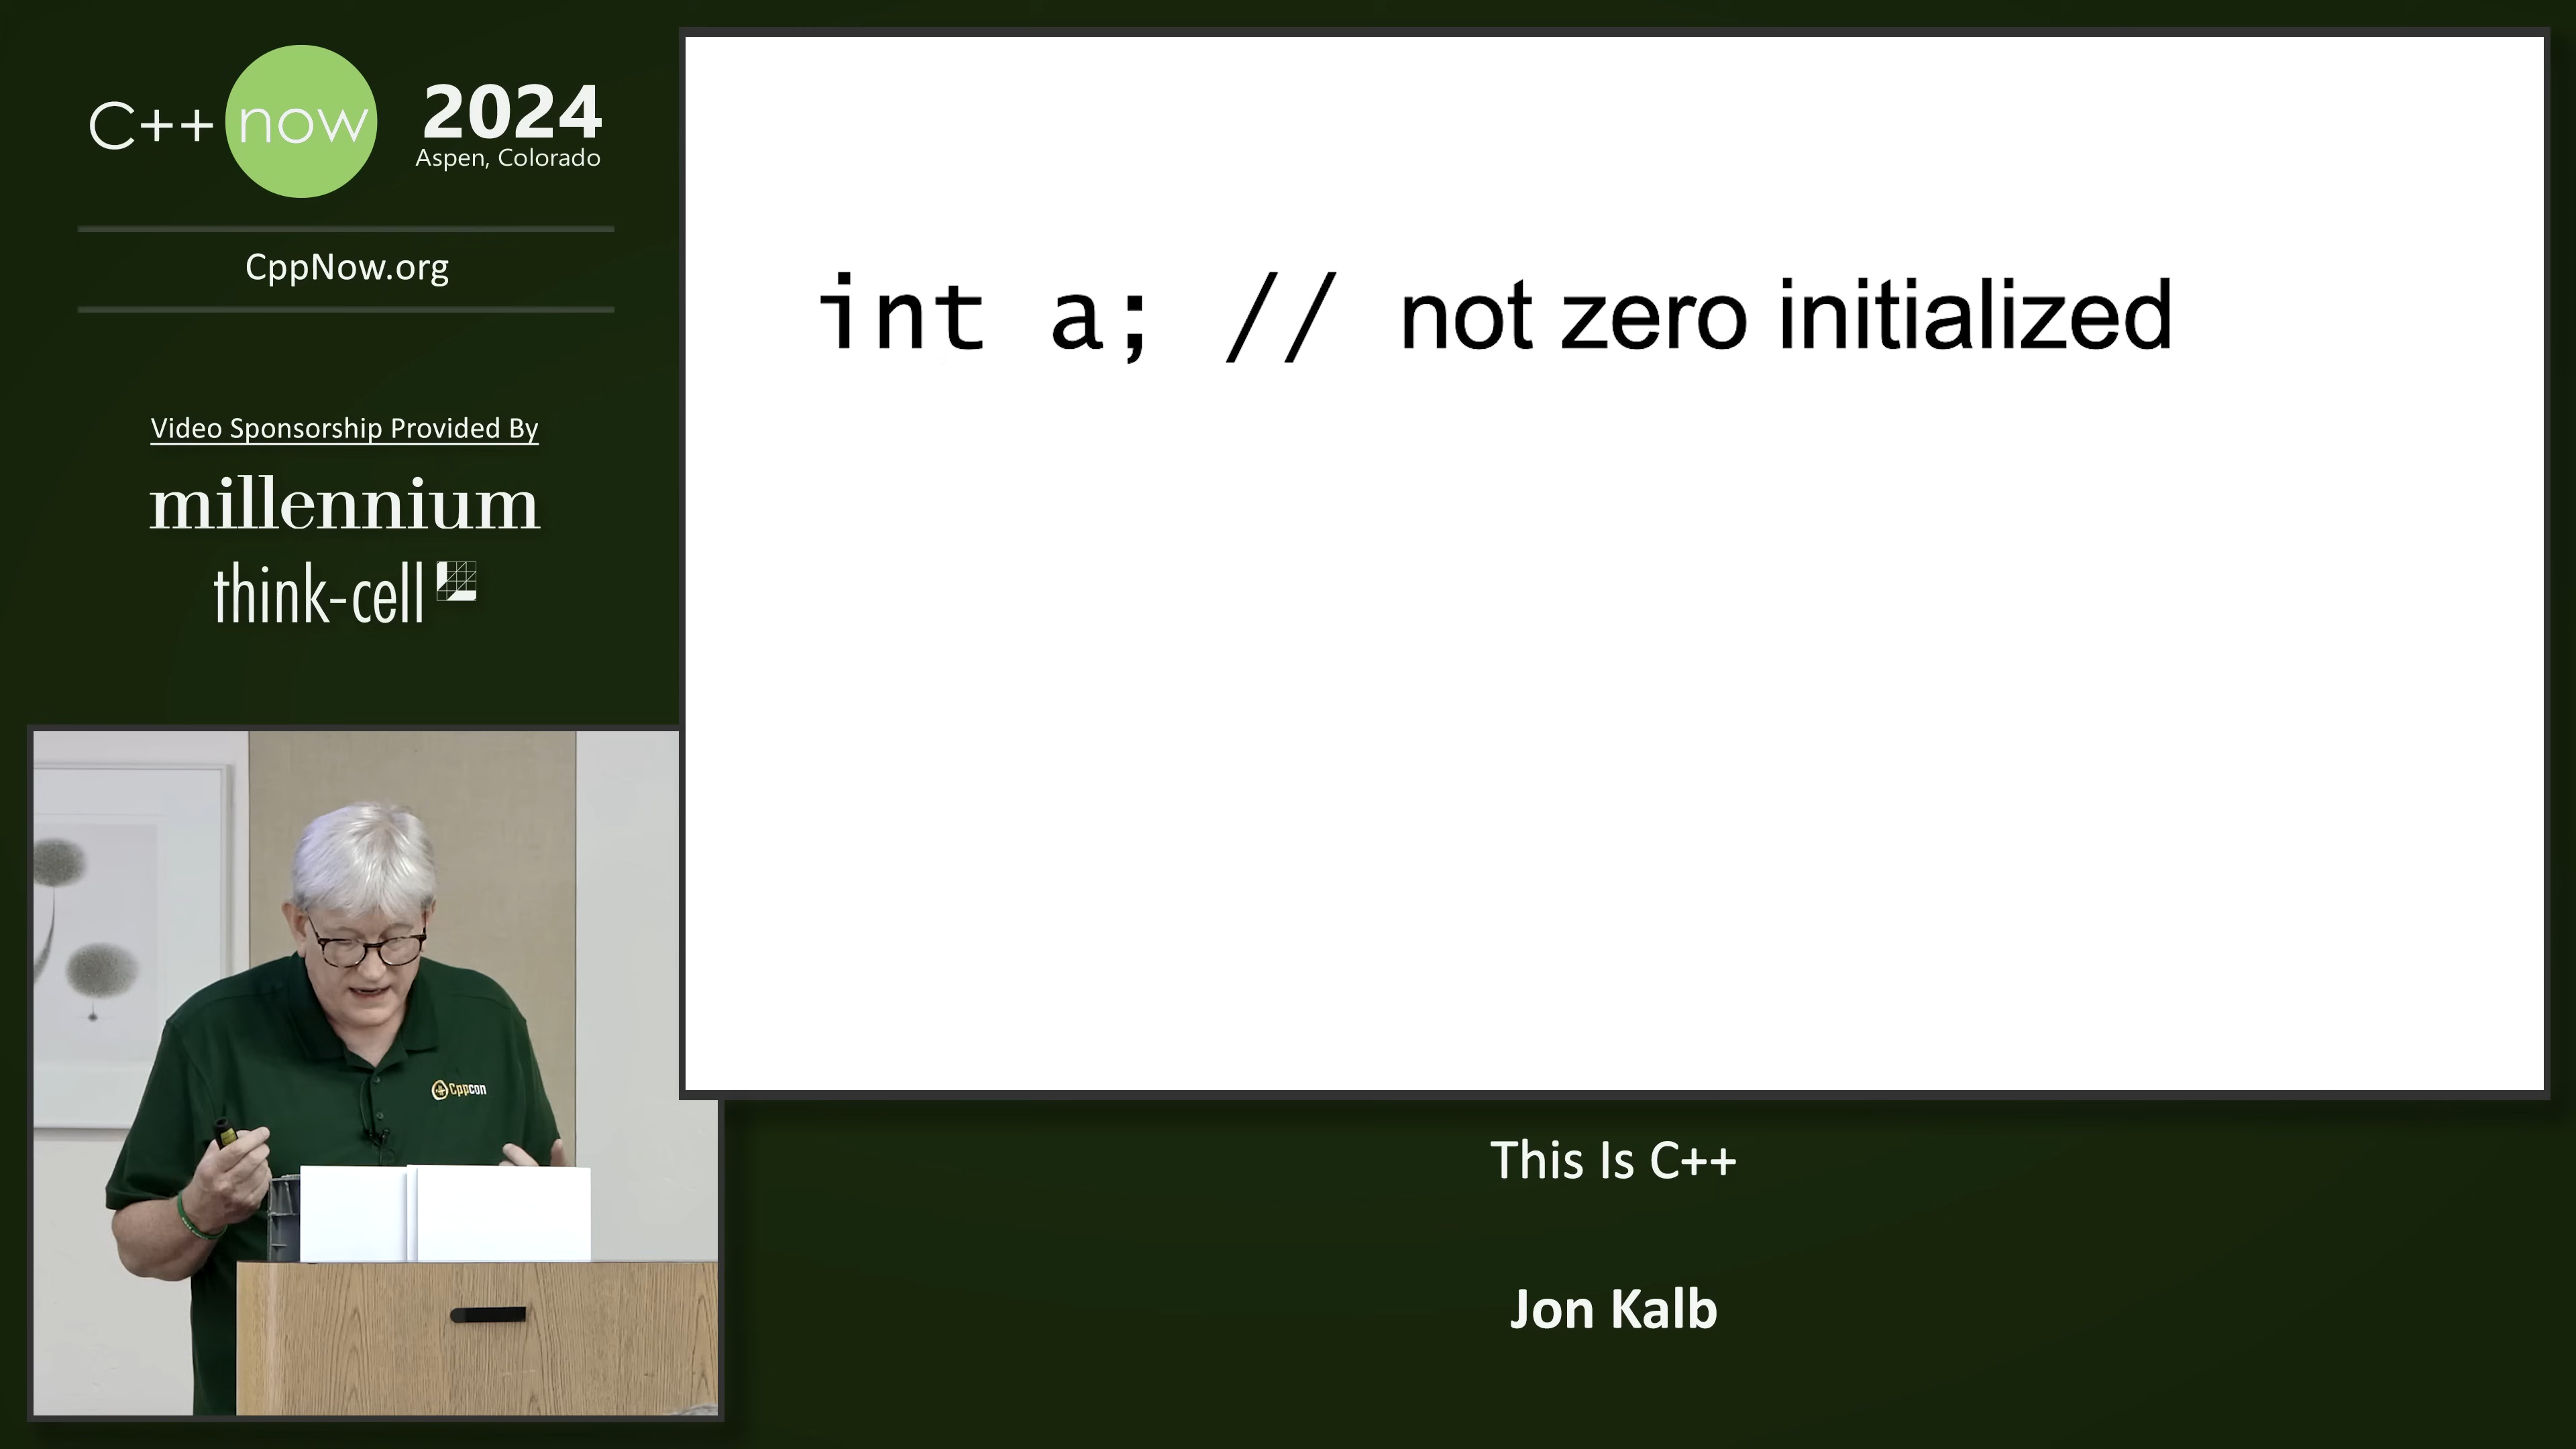 C++ now
2024
Aspen, Colorado
CppNow.org
Video Sponsorship Provided By
millennium
think-cell
int a; // not zero initialized
Cppcon
This Is C++
Jon Kalb